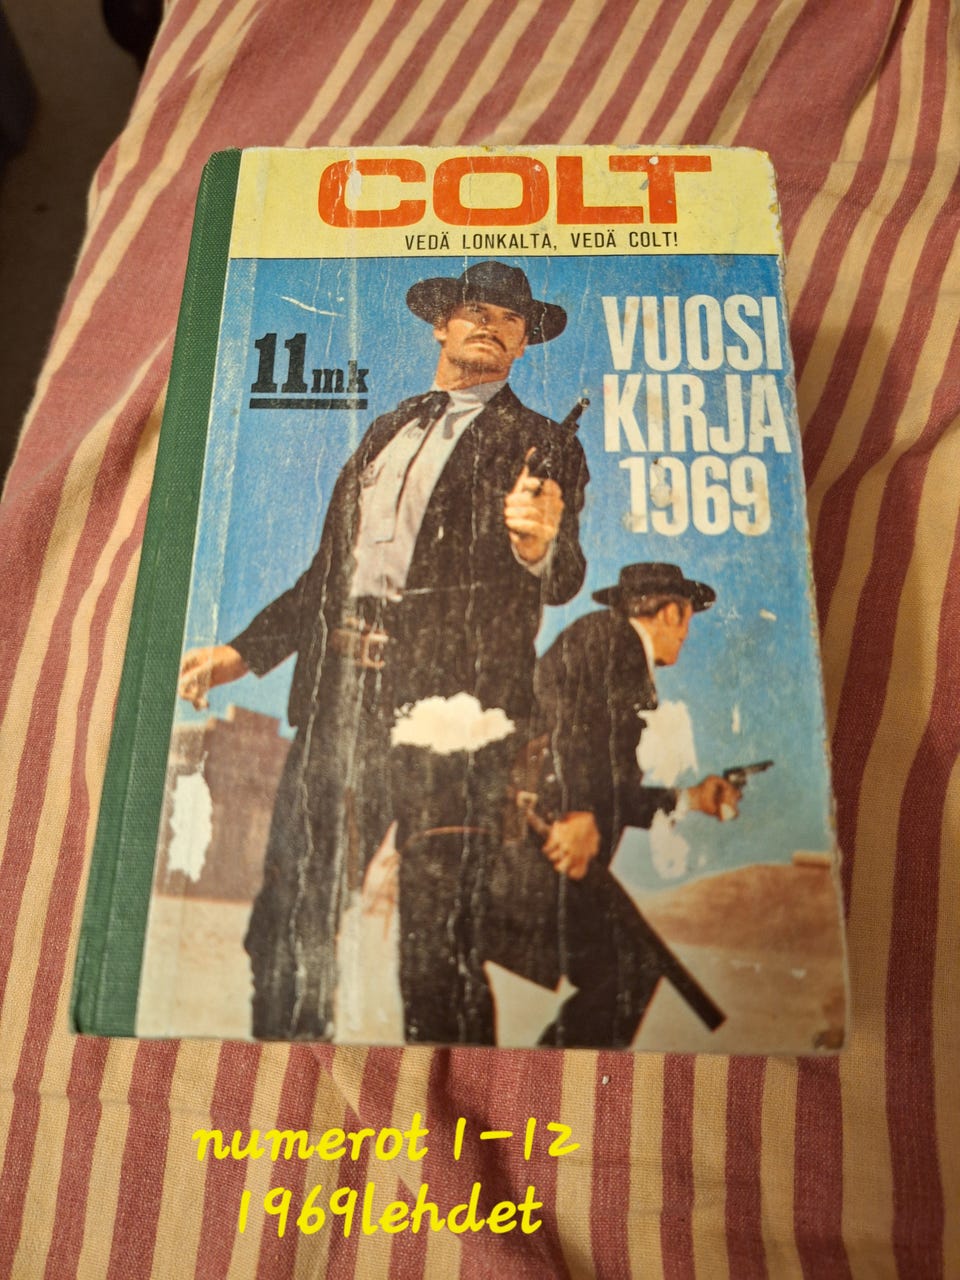 COLT
VEDÄ LONKALTA, VEDÄ COLT!
11mk
VUOSI
KIRJA
1969
numerot 1-12
1969lehdet